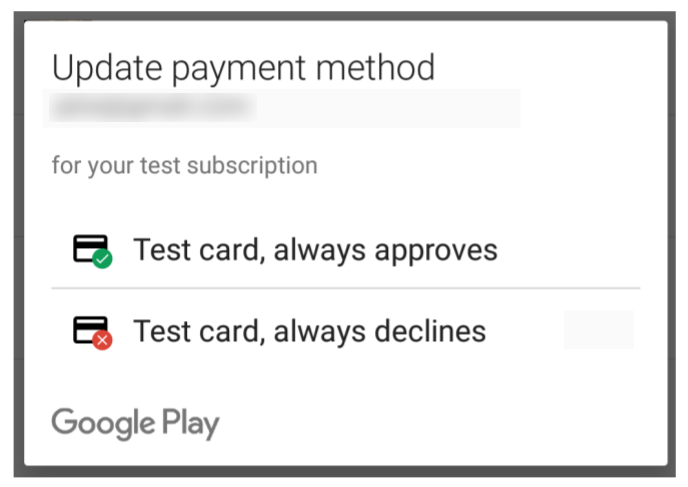 Update payment method
for your test subscription
Test card, always approves
Test card, always declines
Google Play